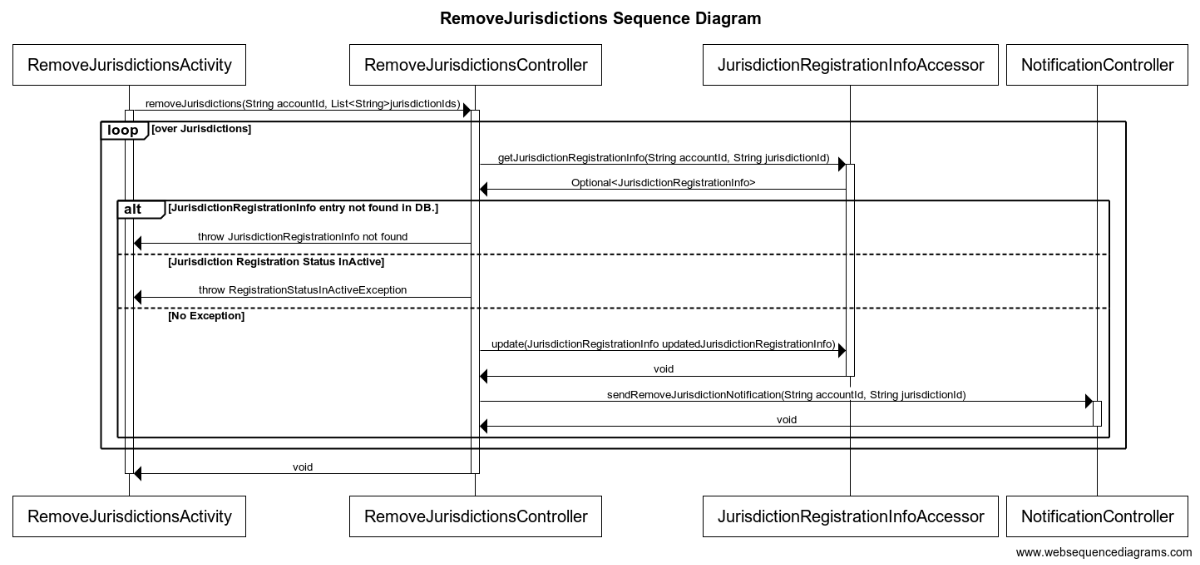 RemoveJurisdictions Sequence Diagram
RemoveJurisdictionsActivity RemoveJurisdictionsController JurisdictionRegistrationInfoAccessor NotificationController
removeJurisdictions(String accountId, List<String>jurisdictionIds)
loop [over Jurisdictions]
getJurisdictionRegistrationInfo(String accountId, String jurisdictionId)
Optional<JurisdictionRegistrationInfo>
alt [JurisdictionRegistrationInfo entry not found in DB.]
throw JurisdictionRegistrationInfo not found
[Jurisdiction Registration Status InActive]
throw RegistrationStatusInActiveException
[No Exception]
update(JurisdictionRegistrationInfo updatedJurisdictionRegistrationInfo)
void
sendRemoveJurisdictionNotification(String accountId, String jurisdictionId)
void
void
RemoveJurisdictionsActivity RemoveJurisdictionsController JurisdictionRegistrationInfoAccessor NotificationController
www.websequencediagrams.com